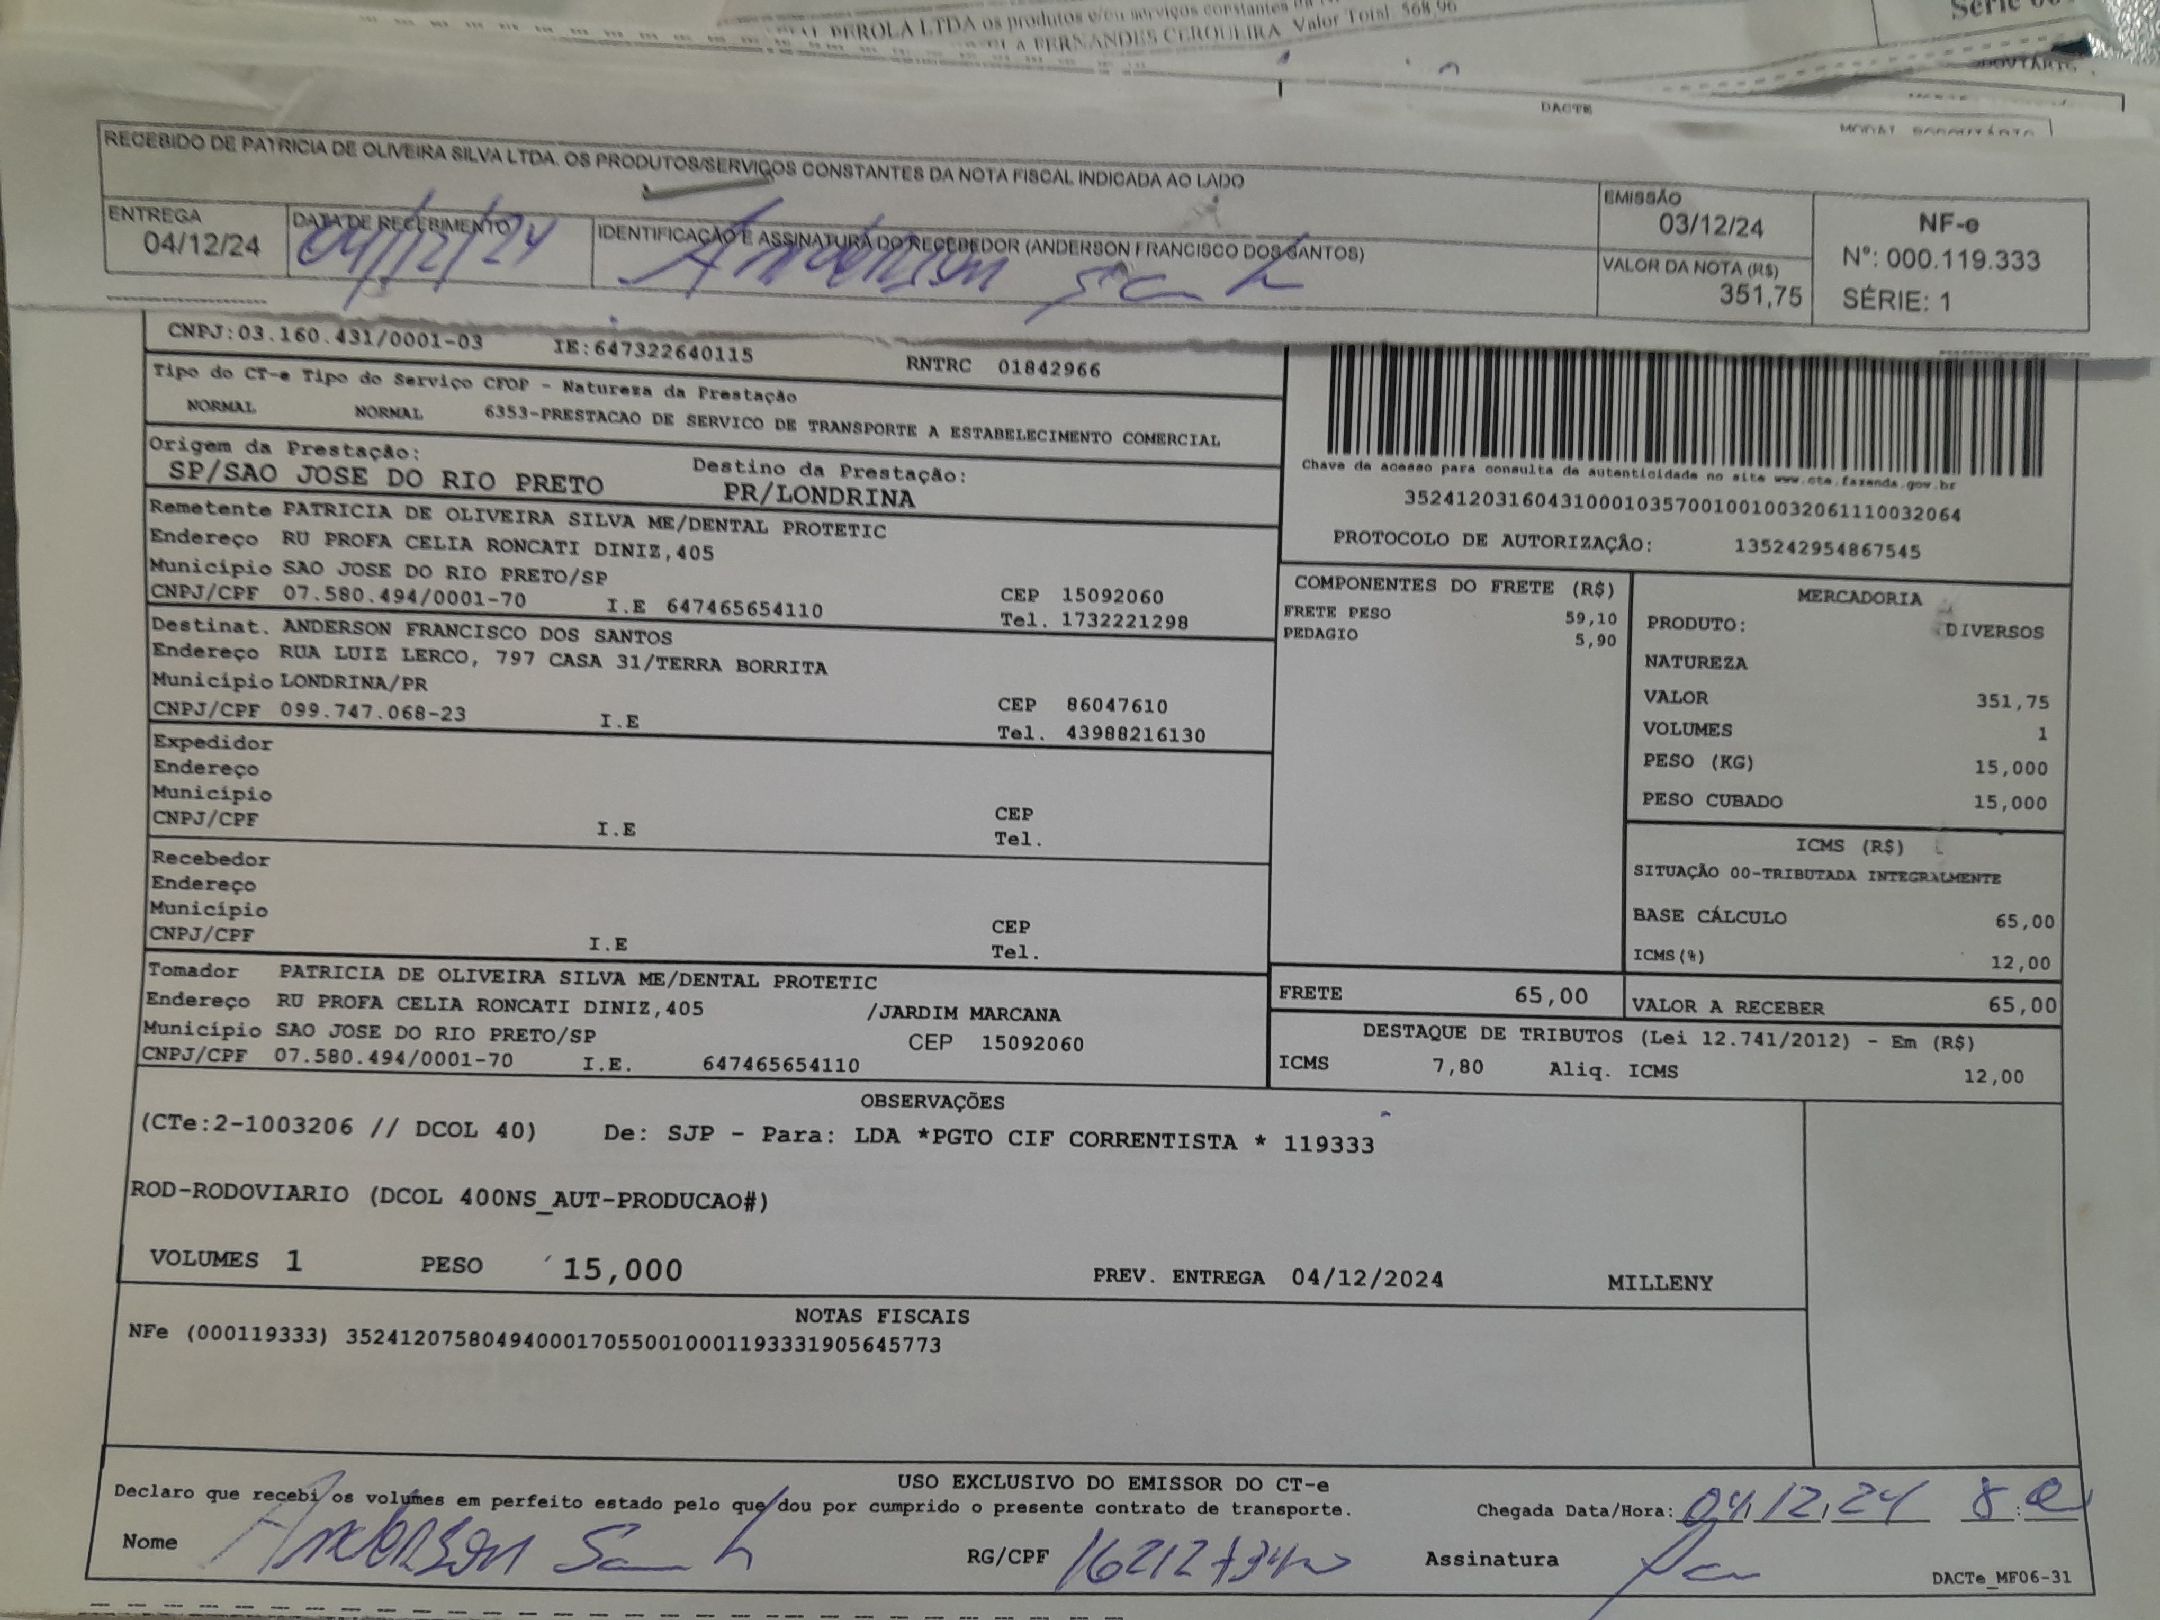 PEROLA LTDA os produtos e/ou serviços constantes
FERNANDES CERQUEIRA Valor Total. 568,96
Série
DACTE
RECEBIDO DE PATRICIA DE OLIVEIRA SILVA LTDA. OS PRODUTOS/SERVIÇOS CONSTANTES DA NOTA FISCAL INDICADA AO LADO
ENTREGA
04/12/24
DATA DE RECEBIMENTO
04/12/24
IDENTIFICAÇÃO E ASSINATURA DO RECEBEDOR (ANDERSON FRANCISCO DOS SANTOS)
Anderson
EMISSÃO
03/12/24
VALOR DA NOTA (R$)
351,75
NF-e
N°: 000.119.333
SÉRIE: 1
CNPJ:03.160.431/0001-03 IE:647322640115 RNTRC 01842966
Tipo do CT-e Tipo do Serviço CFOP - Natureza da Prestação
NORMAL NORMAL 6353-PRESTACAO DE SERVICO DE TRANSPORTE A ESTABELECIMENTO COMERCIAL
Origem da Prestação: Destino da Prestação:
SP/SAO JOSE DO RIO PRETO PR/LONDRINA
Remetente PATRICIA DE OLIVEIRA SILVA ME/DENTAL PROTETIC
Endereço RU PROFA CELIA RONCATI DINIZ,405
Município SAO JOSE DO RIO PRETO/SP CEP 15092060
CNPJ/CPF 07.580.494/0001-70 I.E 647465654110 Tel. 1732221298
Destinat. ANDERSON FRANCISCO DOS SANTOS
Endereço RUA LUIZ LERCO, 797 CASA 31/TERRA BORRITA
Município LONDRINA/PR CEP 86047610
CNPJ/CPF 099.747.068-23 I.E Tel. 43988216130
Expedidor
Endereço
Município CEP
CNPJ/CPF I.E Tel.
Recebedor
Endereço
Município CEP
CNPJ/CPF I.E Tel.
Tomador PATRICIA DE OLIVEIRA SILVA ME/DENTAL PROTETIC
Endereço RU PROFA CELIA RONCATI DINIZ,405 /JARDIM MARCANA
Município SAO JOSE DO RIO PRETO/SP CEP 15092060
CNPJ/CPF 07.580.494/0001-70 I.E. 647465654110
Chave de acesso para consulta de autenticidade no site www.cte.fazenda.gov.br
35241203160431000103570010010032061110032064
PROTOCOLO DE AUTORIZAÇÃO: 135242954867545
COMPONENTES DO FRETE (R$)
FRETE PESO 59,10
PEDAGIO 5,90
MERCADORIA
PRODUTO: DIVERSOS
NATUREZA
VALOR 351,75
VOLUMES 1
PESO (KG) 15,000
PESO CUBADO 15,000
ICMS (R$)
SITUAÇÃO 00-TRIBUTADA INTEGRALMENTE
BASE CÁLCULO 65,00
ICMS(%) 12,00
FRETE 65,00 VALOR A RECEBER 65,00
DESTAQUE DE TRIBUTOS (Lei 12.741/2012) - Em (R$)
ICMS 7,80 Aliq. ICMS 12,00
OBSERVAÇÕES
(CTe:2-1003206 // DCOL 40) De: SJP - Para: LDA *PGTO CIF CORRENTISTA * 119333
ROD-RODOVIARIO (DCOL 400NS_AUT-PRODUCAO#)
VOLUMES 1 PESO 15,000 PREV. ENTREGA 04/12/2024 MILLENY
NOTAS FISCAIS
NFe (000119333) 35241207580494000170550010001193331905645773
USO EXCLUSIVO DO EMISSOR DO CT-e
Declaro que recebi os volumes em perfeito estado pelo que dou por cumprido o presente contrato de transporte. Chegada Data/Hora: 04,12,24
Nome Anderson RG/CPF Assinatura
DACTe_MF06-31